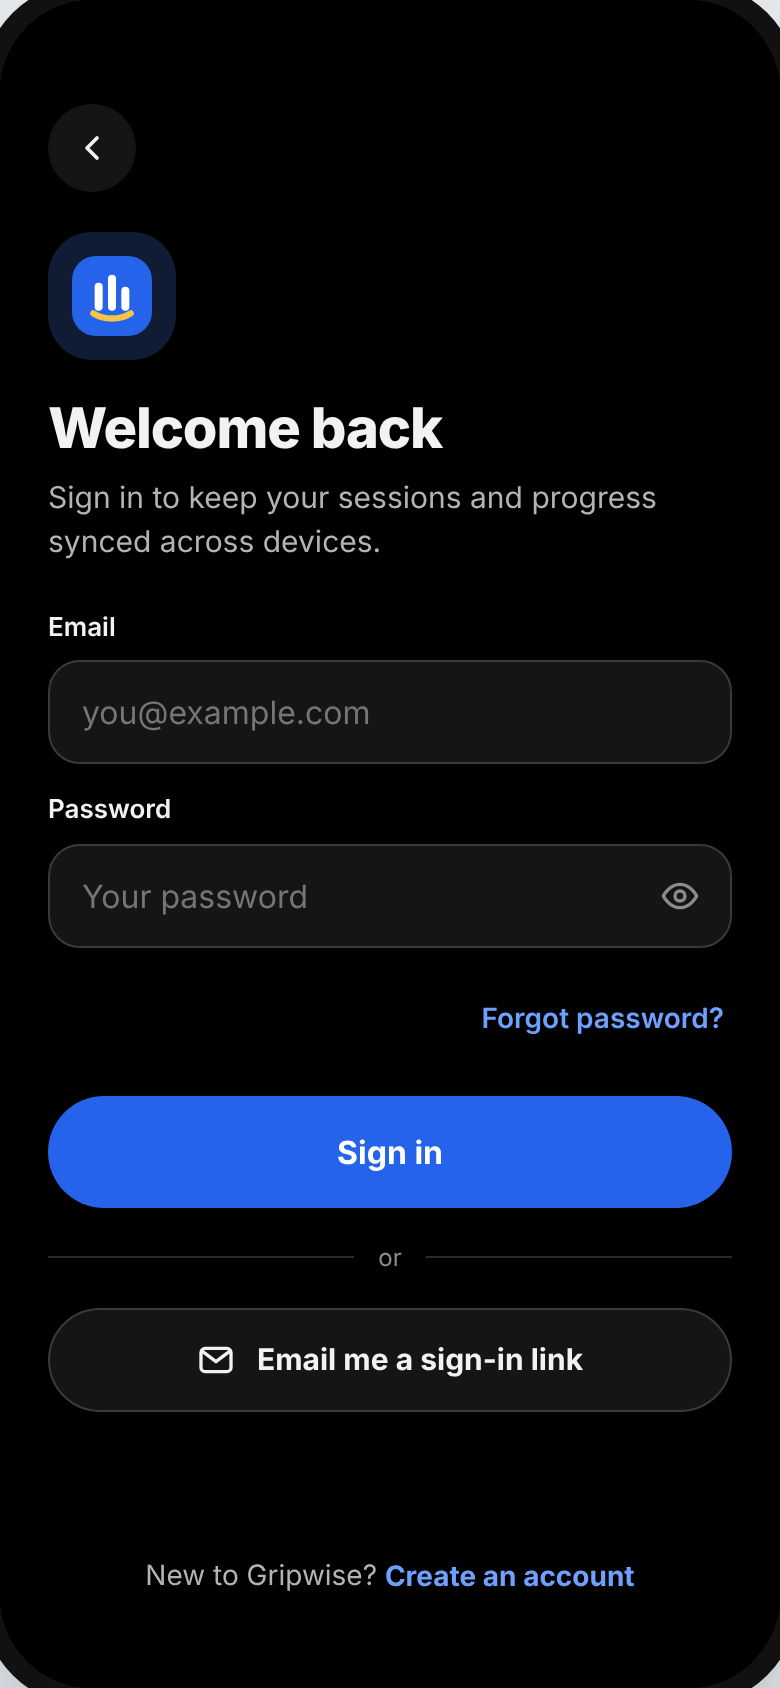 Welcome back
Sign in to keep your sessions and progress
synced across devices.
Email
you@example.com
Password
Your password
Forgot password?
Sign in
or
Email me a sign-in link
New to Gripwise? Create an account